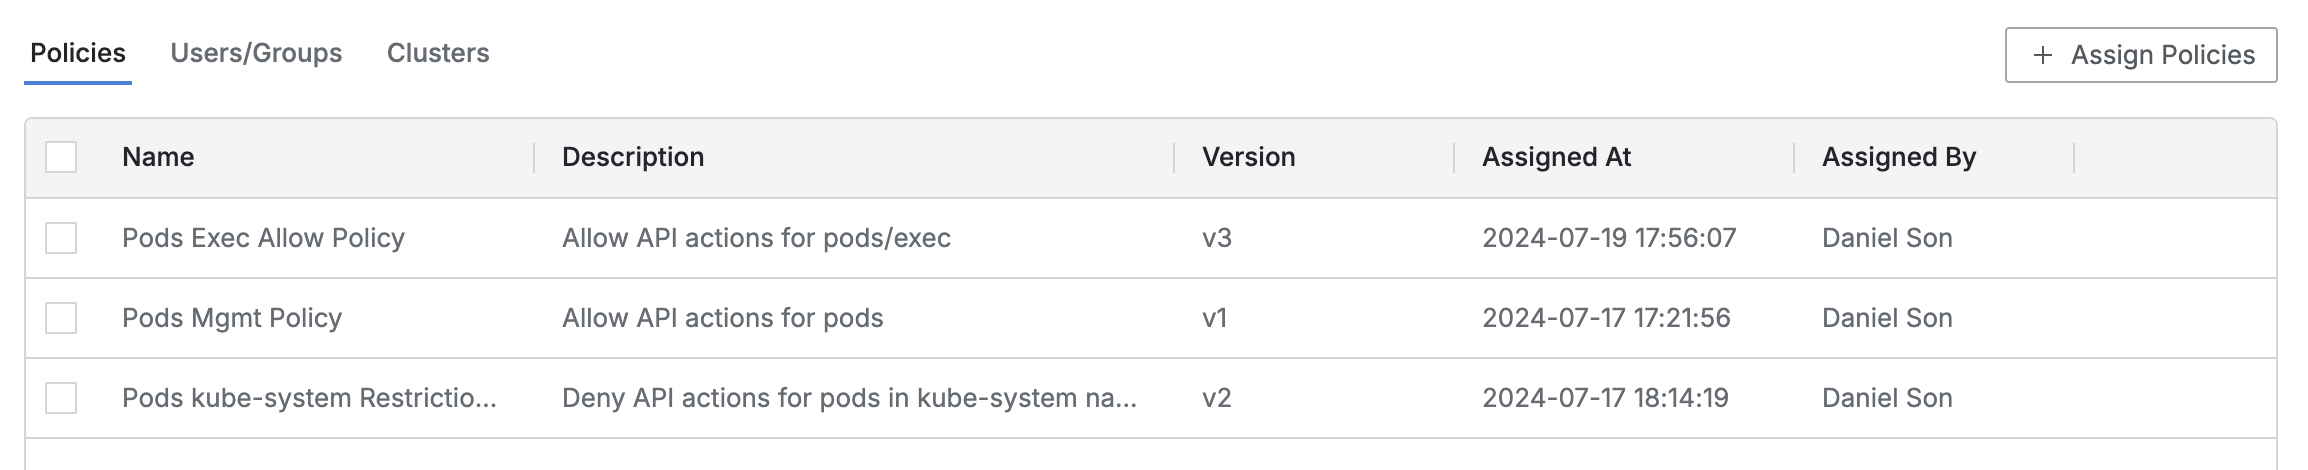 Policies Users/Groups Clusters + Assign Policies
Name Description Version Assigned At Assigned By
Pods Exec Allow Policy Allow API actions for pods/exec v3 2024-07-19 17:56:07 Daniel Son
Pods Mgmt Policy Allow API actions for pods v1 2024-07-17 17:21:56 Daniel Son
Pods kube-system Restrictio... Deny API actions for pods in kube-system na... v2 2024-07-17 18:14:19 Daniel Son